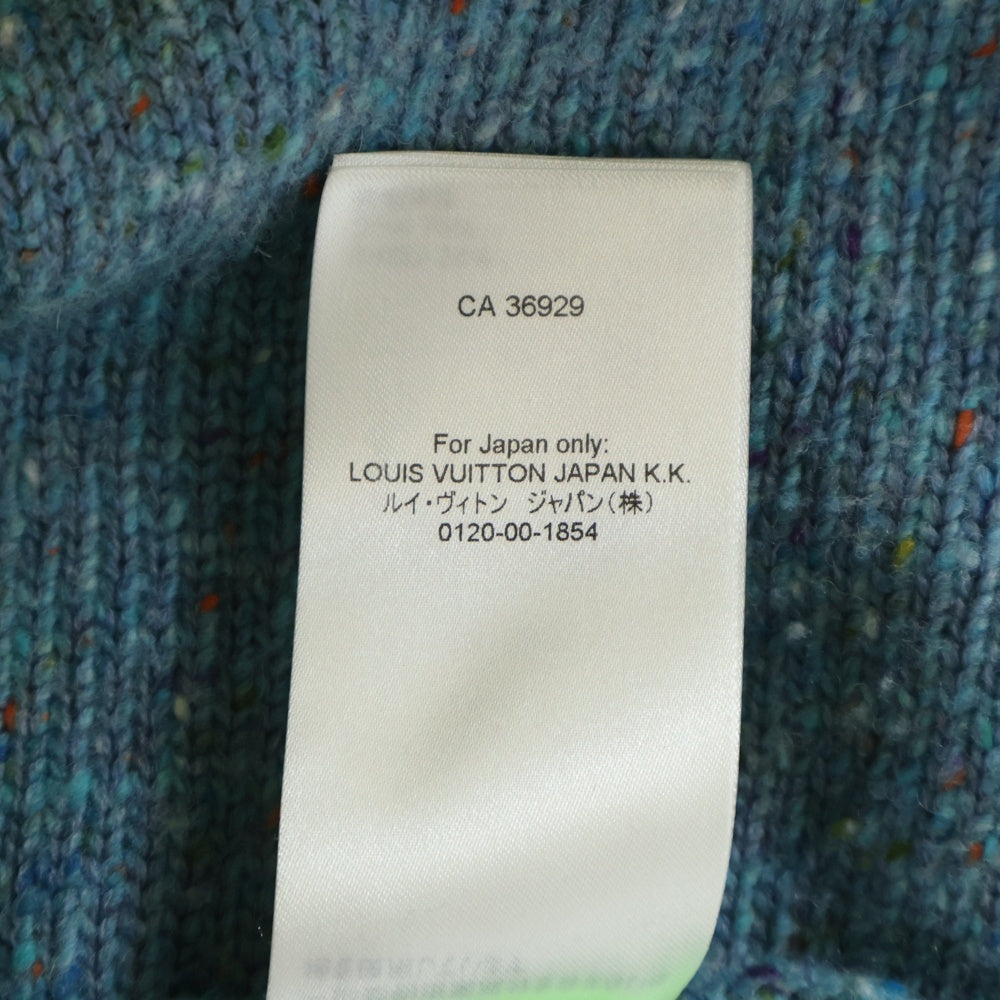 CA 36929
For Japan only:
LOUIS VUITTON JAPAN K.K.
ルイ・ヴィトン　ジャパン(株)
0120-00-1854